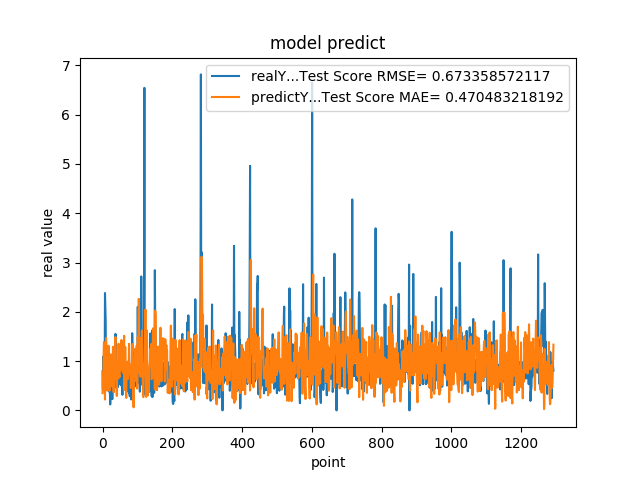 model predict
realY...Test Score RMSE= 0.673358572117
predictY...Test Score MAE= 0.470483218192
7
6
5
4
3
2
1
0
real value
0 200 400 600 800 1000 1200
point